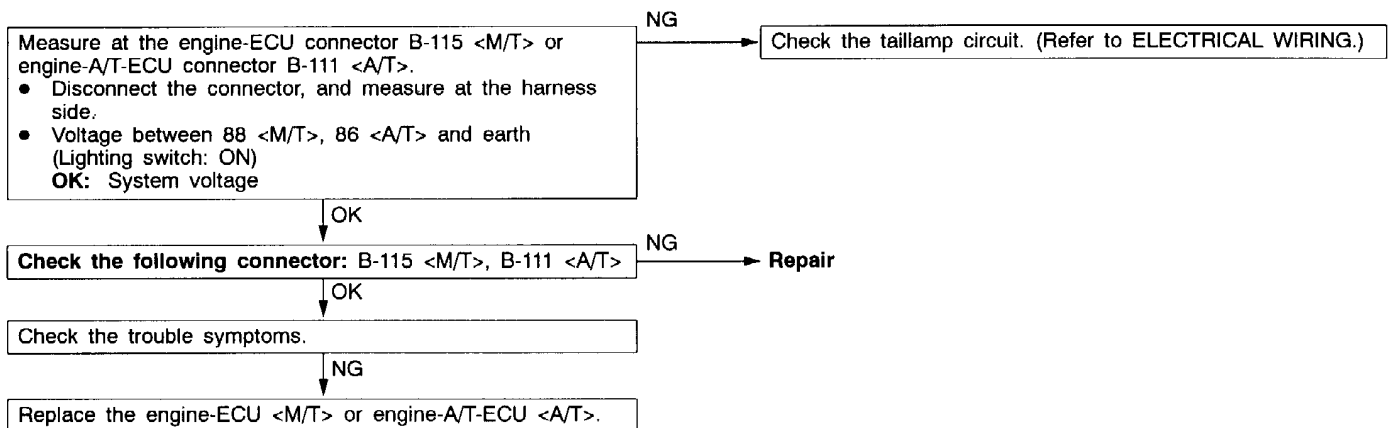 NG
Measure at the engine-ECU connector B-115 <M/T> or
engine-A/T-ECU connector B-111 <A/T>.
● Disconnect the connector, and measure at the harness
side.
● Voltage between 88 <M/T>, 86 <A/T> and earth
(Lighting switch: ON)
OK: System voltage
Check the taillamp circuit. (Refer to ELECTRICAL WIRING.)
OK
Check the following connector: B-115 <M/T>, B-111 <A/T>
NG
Repair
OK
Check the trouble symptoms.
NG
Replace the engine-ECU <M/T> or engine-A/T-ECU <A/T>.